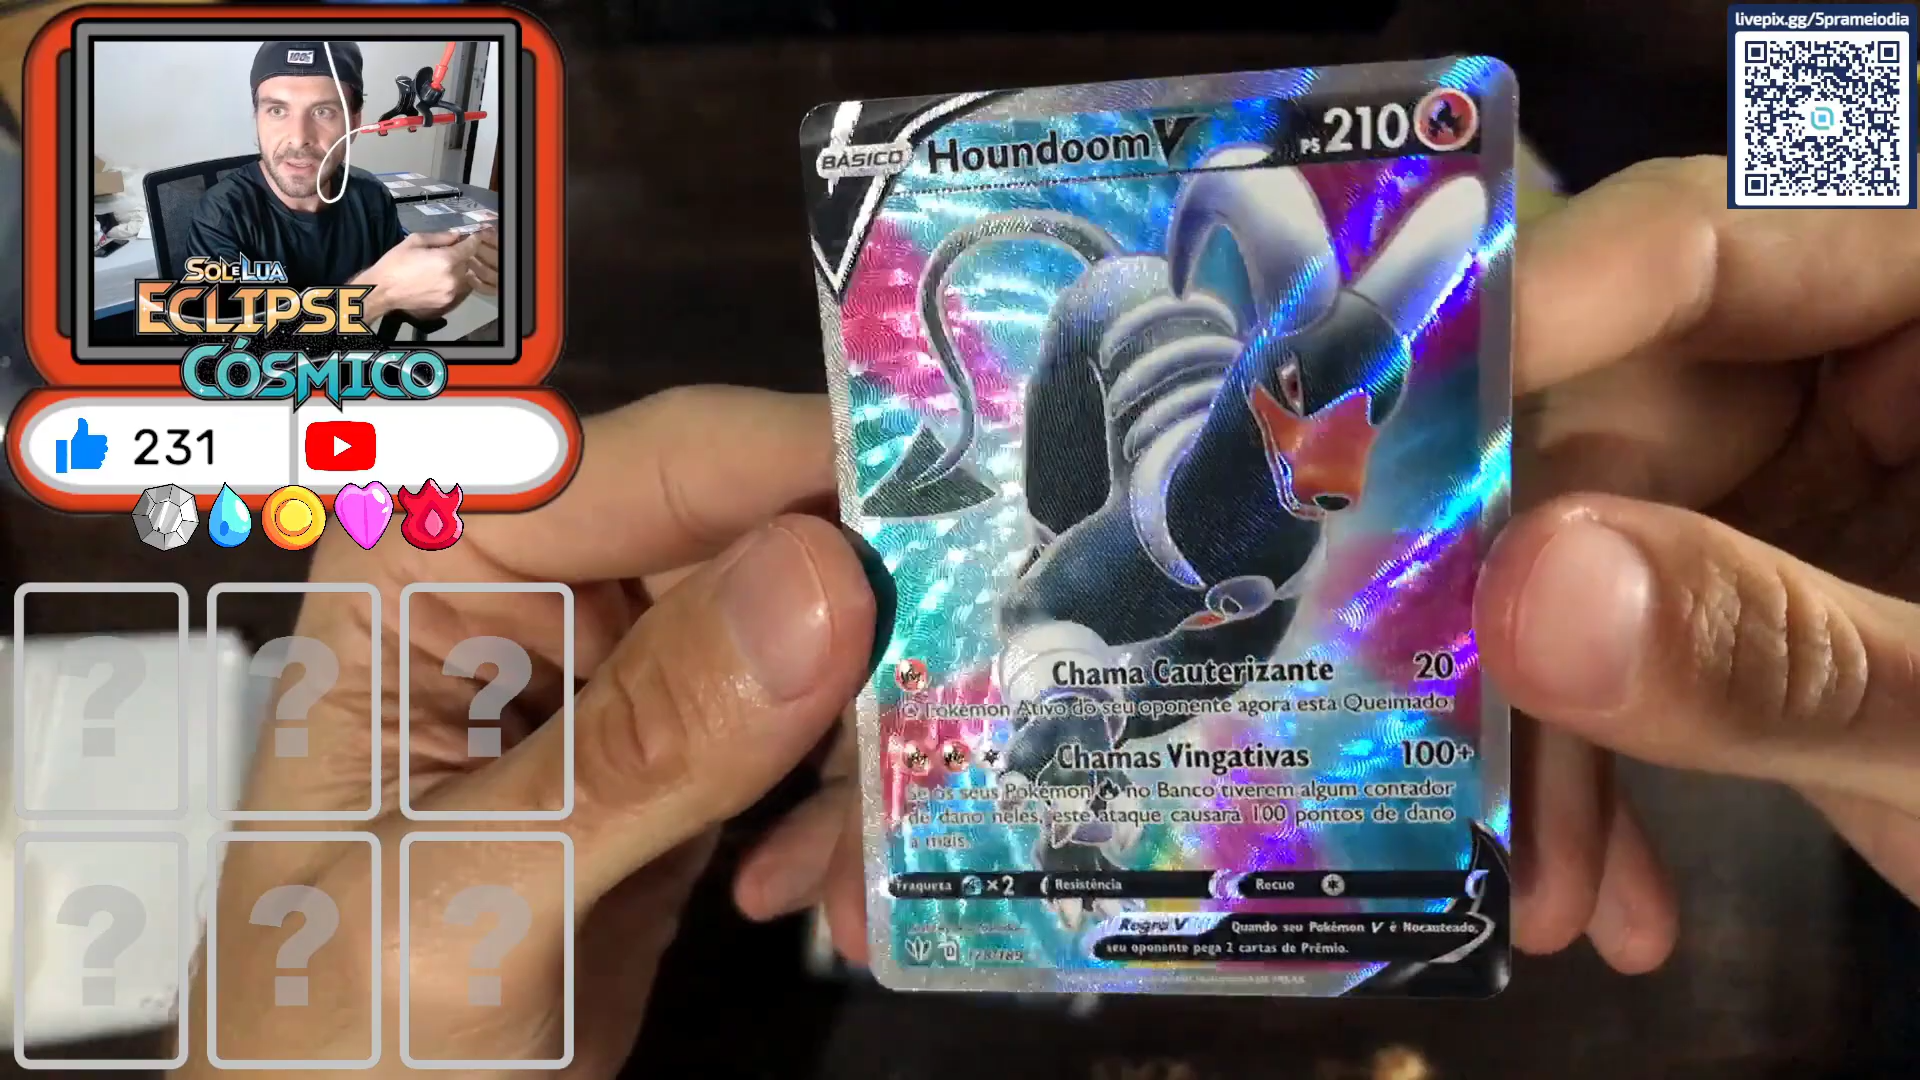 livepix.gg/5prameiodia
100%
SOL E LUA
ECLIPSE
CÓSMICO
231
BÁSICO
Houndoom V
PS 210
Chama Cauterizante 20
O Pokémon Ativo do seu oponente agora está Queimado.
Chamas Vingativas 100+
Se os seus Pokémon no Banco tiverem algum contador
de dano neles, este ataque causará 100 pontos de dano
a mais.
Fraqueza ×2 Resistência Recuo
Regra V Quando seu Pokémon V é Nocauteado,
seu oponente pega 2 cartas de Prêmio.
? ? ?
? ? ?